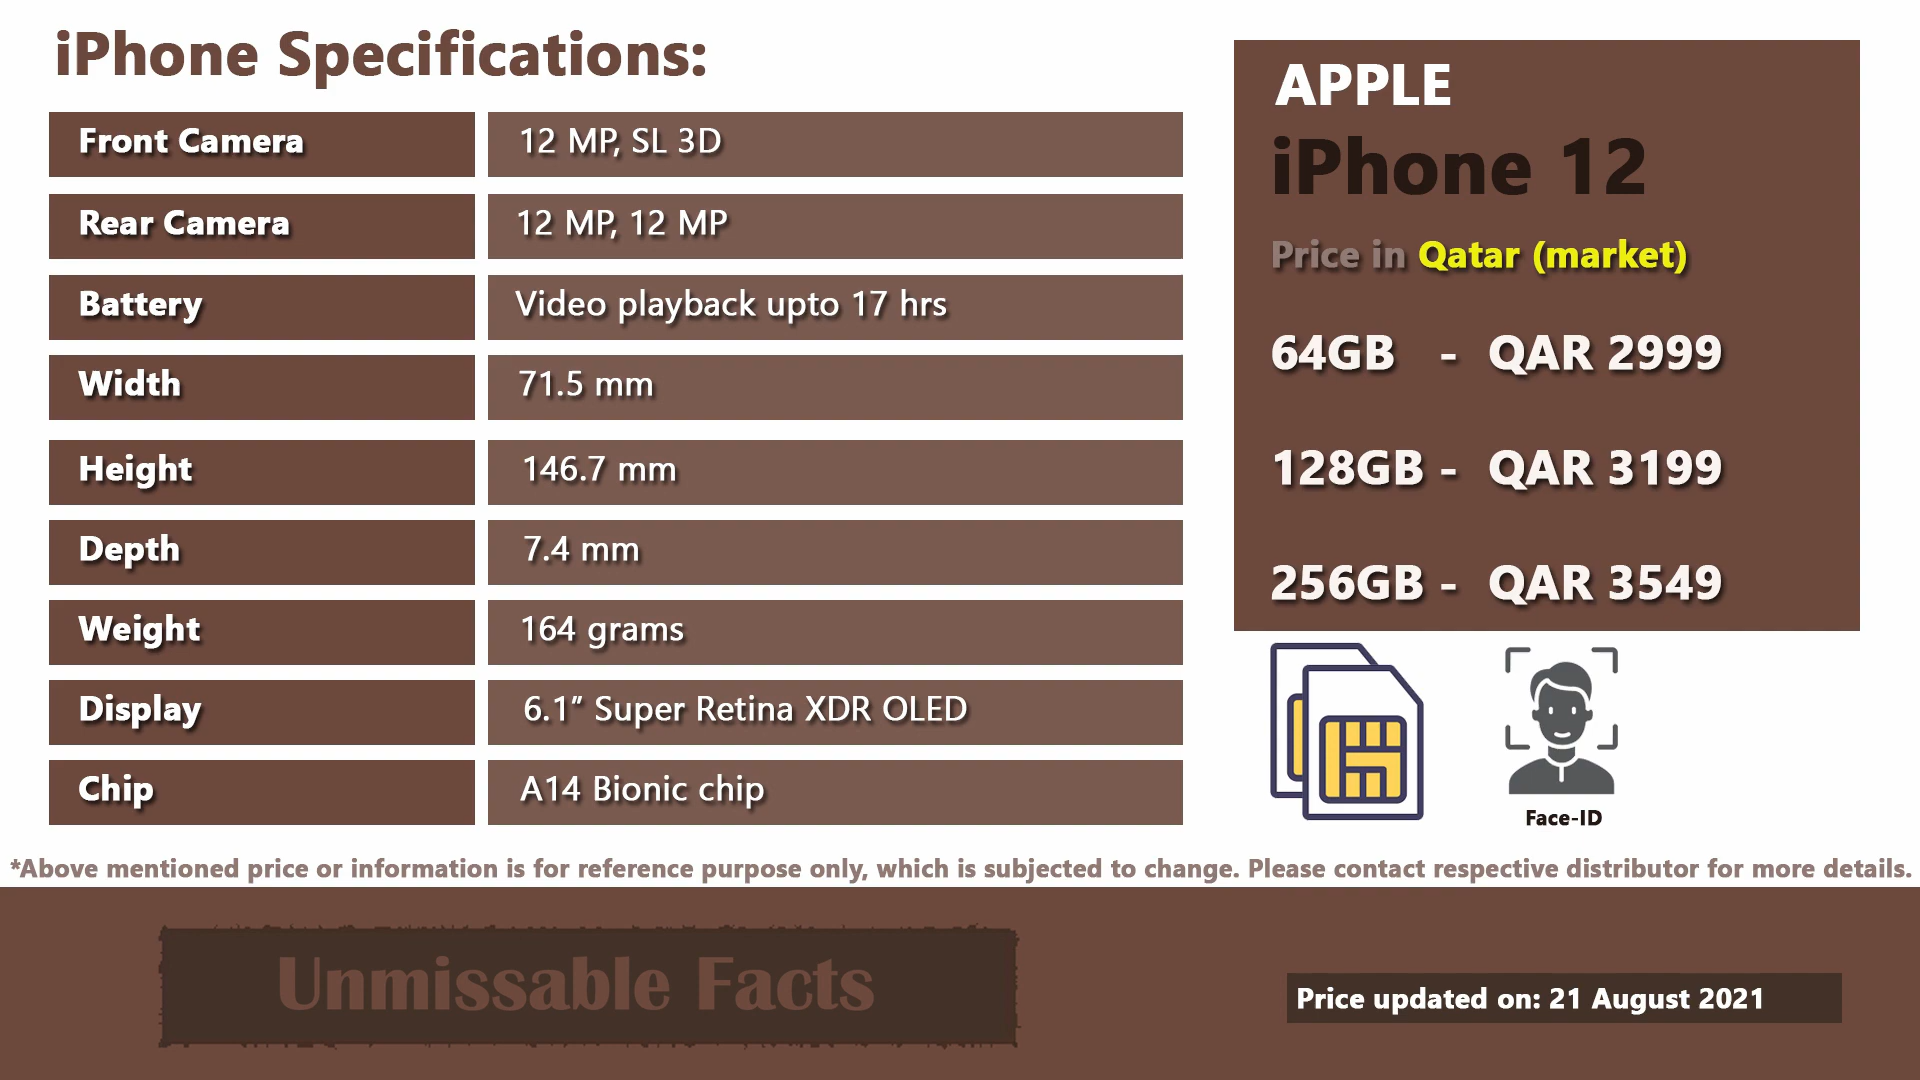 iPhone Specifications:
Front Camera 12 MP, SL 3D
Rear Camera 12 MP, 12 MP
Battery Video playback upto 17 hrs
Width 71.5 mm
Height 146.7 mm
Depth 7.4 mm
Weight 164 grams
Display 6.1” Super Retina XDR OLED
Chip A14 Bionic chip
APPLE
iPhone 12
Price in Qatar (market)
64GB - QAR 2999
128GB - QAR 3199
256GB - QAR 3549
Face-ID
*Above mentioned price or information is for reference purpose only, which is subjected to change. Please contact respective distributor for more details.
Unmissable Facts
Price updated on: 21 August 2021